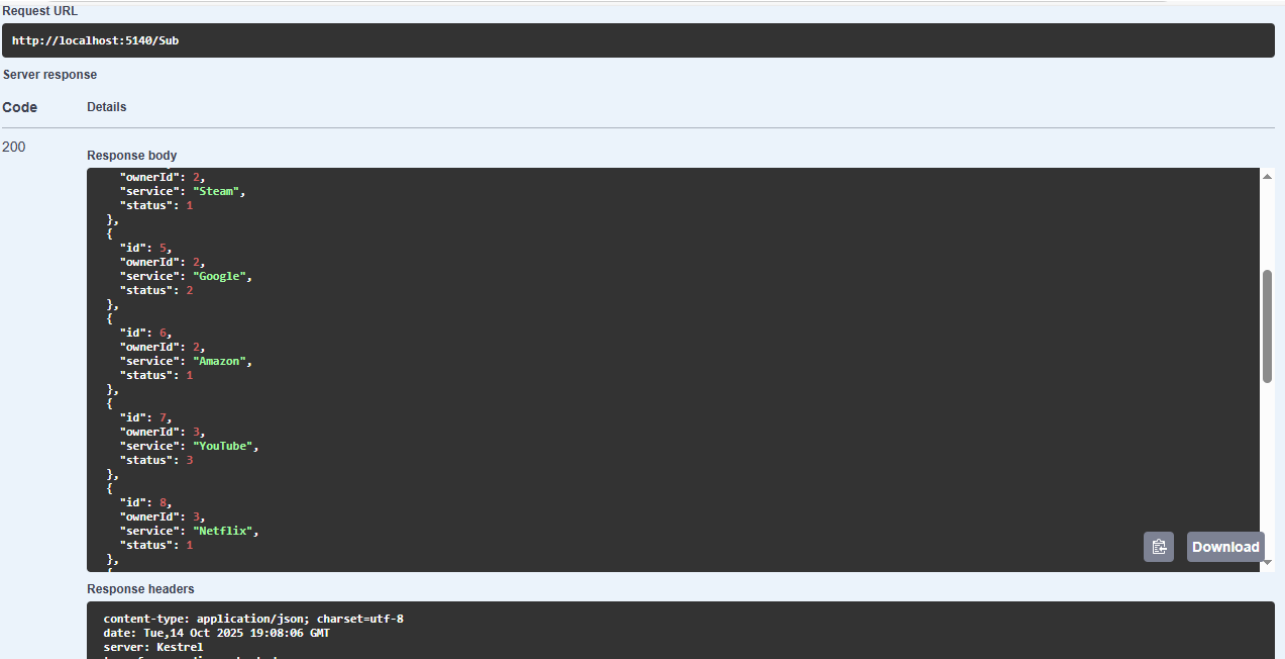 Request URL
http://localhost:5140/Sub
Server response
Code Details
200
Response body
"ownerId": 2,
"service": "Steam",
"status": 1
},
{
"id": 5,
"ownerId": 2,
"service": "Google",
"status": 2
},
{
"id": 6,
"ownerId": 2,
"service": "Amazon",
"status": 1
},
{
"id": 7,
"ownerId": 3,
"service": "YouTube",
"status": 3
},
{
"id": 8,
"ownerId": 3,
"service": "Netflix",
"status": 1
},
{
Download
Response headers
content-type: application/json; charset=utf-8
date: Tue,14 Oct 2025 19:08:06 GMT
server: Kestrel